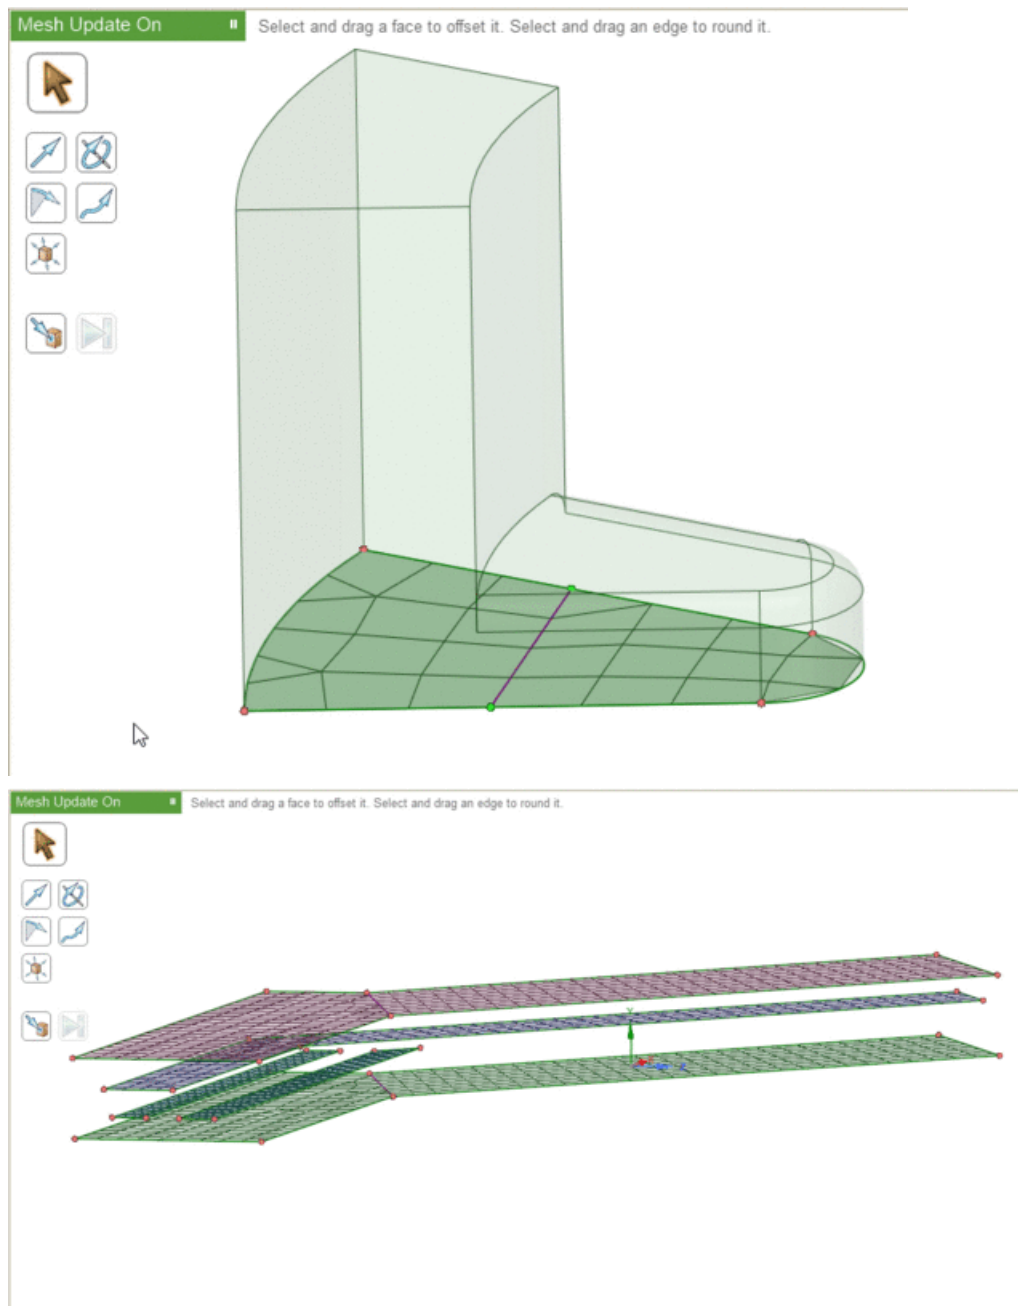 Mesh Update On Select and drag a face to offset it. Select and drag an edge to round it.
Mesh Update On Select and drag a face to offset it. Select and drag an edge to round it.
Y